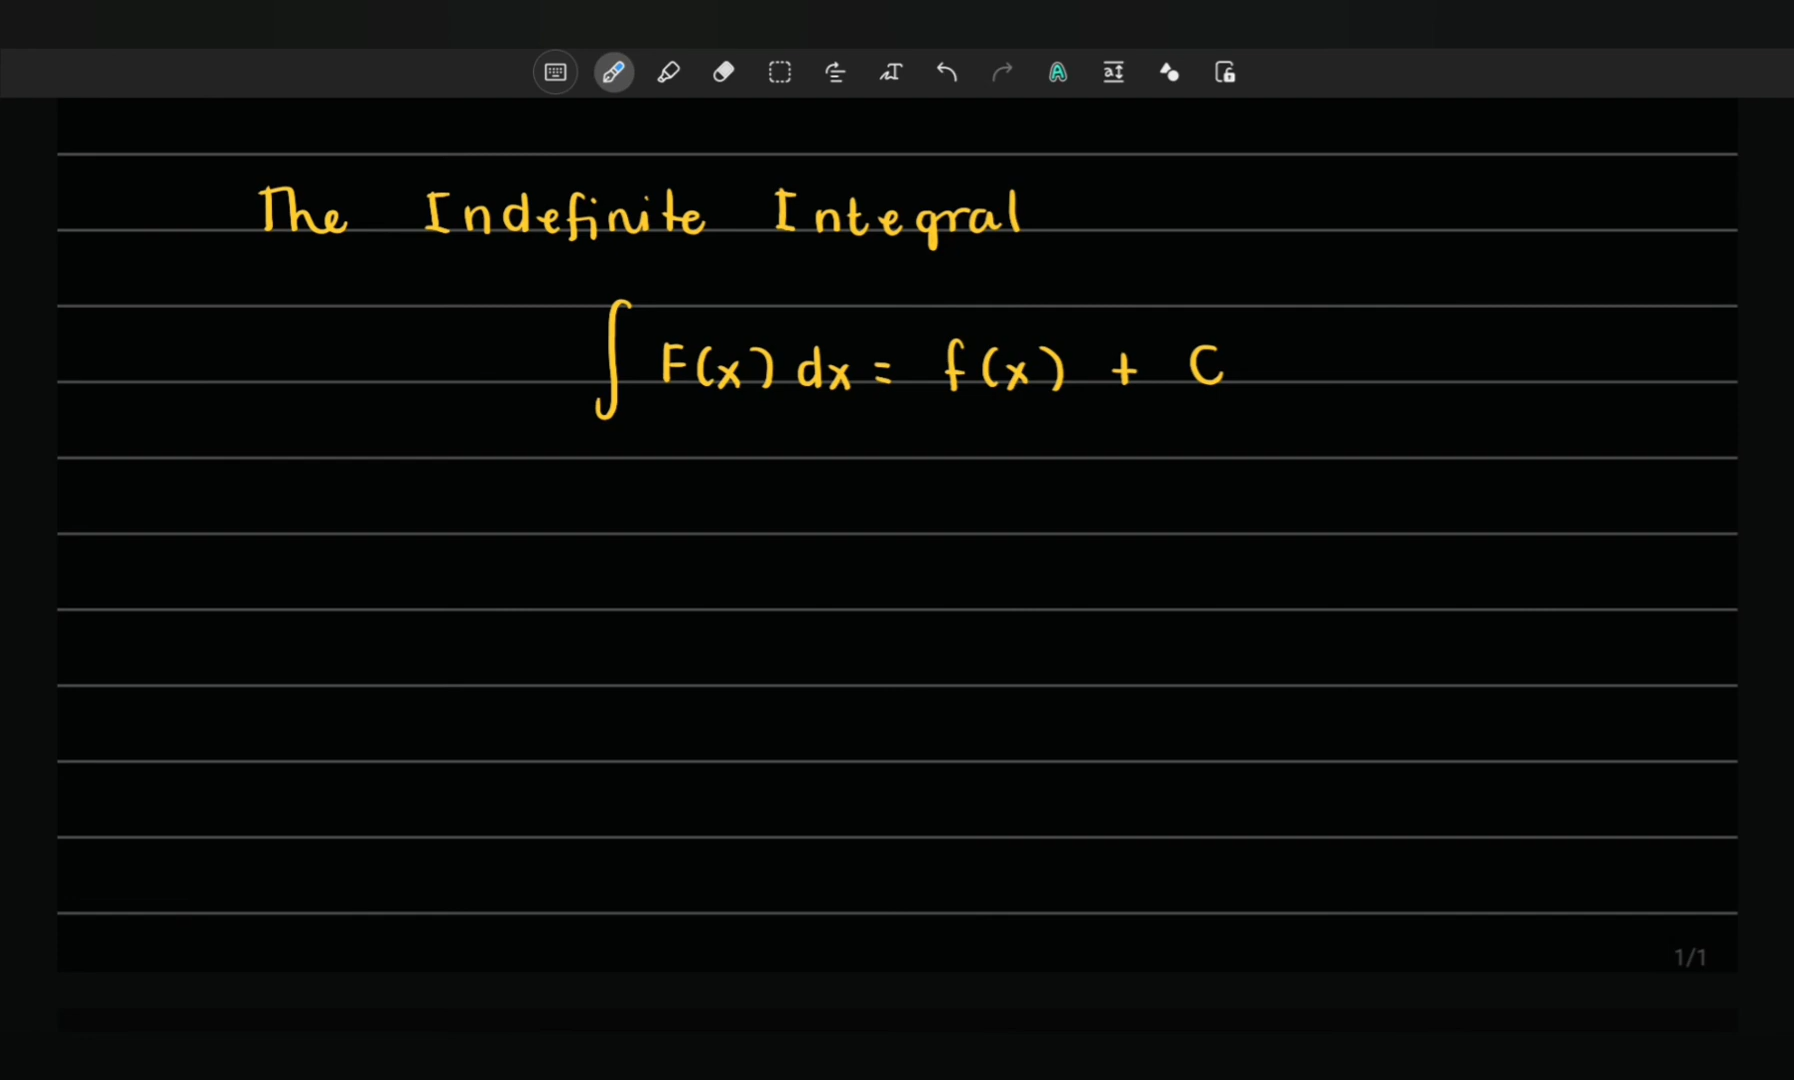 The Indefinite Integral
∫ F(x) dx = f(x) + C
1/1